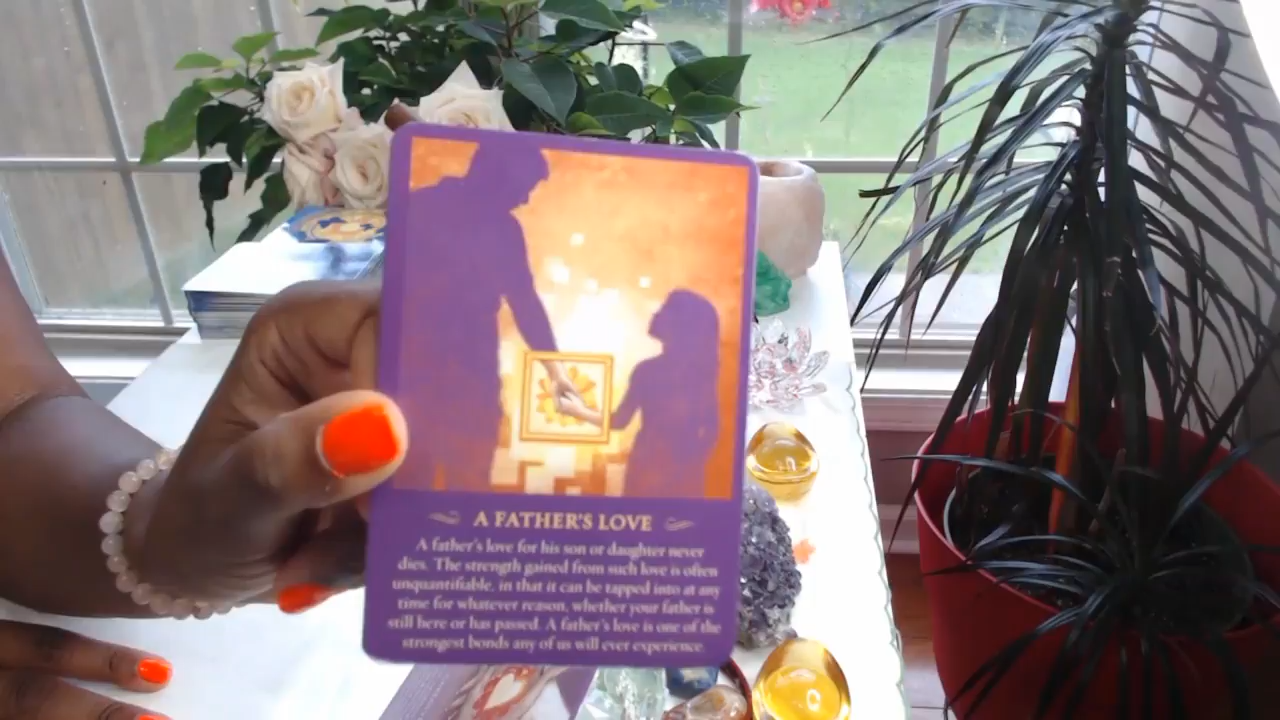 A FATHER'S LOVE
A father's love for his son or daughter never
dies. The strength gained from such love is often
unquantifiable, in that it can be tapped into at any
time for whatever reason, whether your father is
still here or has passed. A father's love is one of the
strongest bonds any of us will ever experience.